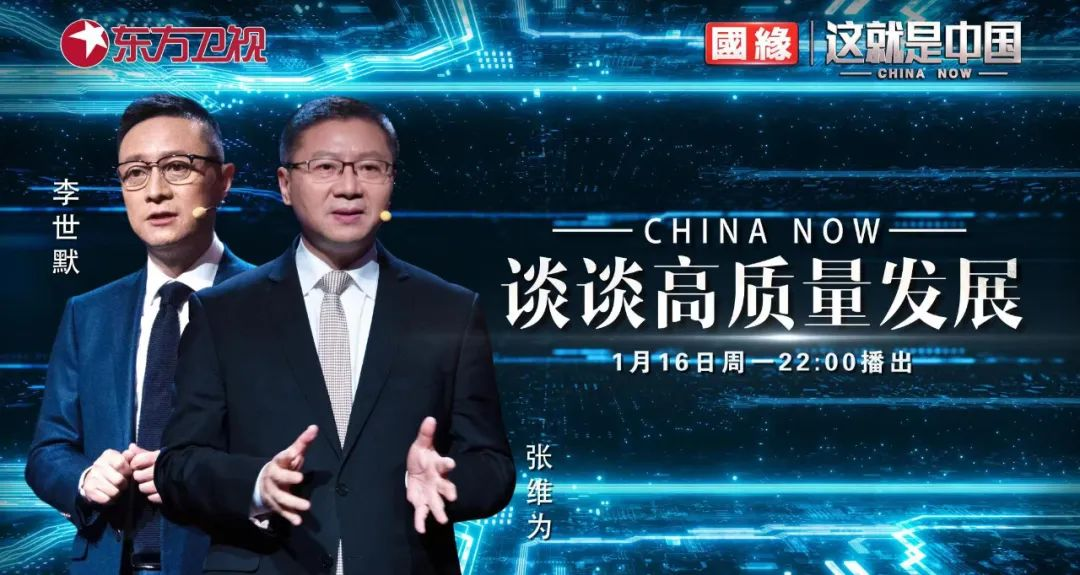 东方卫视
國緣
这就是中国
CHINA NOW
李世默
CHINA NOW
谈谈高质量发展
1月16日周一22:00播出
张维为